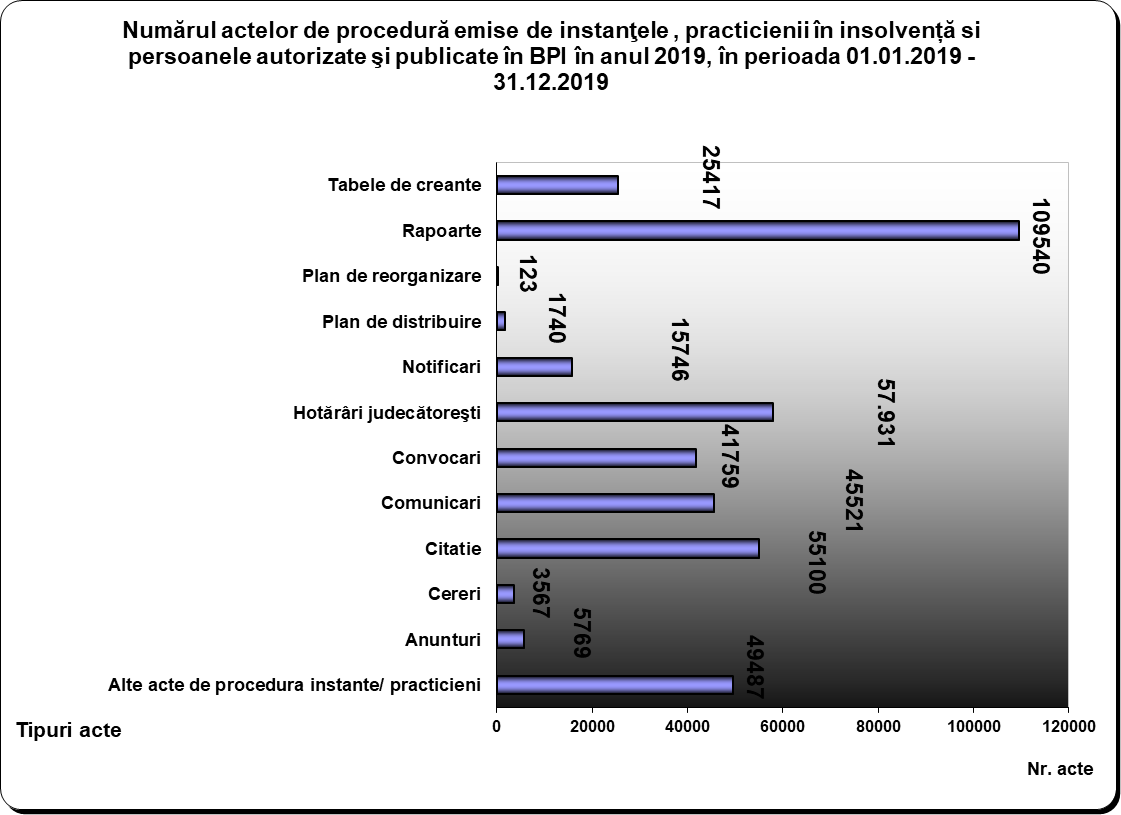 Numărul actelor de procedură emise de instanţele , practicienii în insolvență si
persoanele autorizate şi publicate în BPI în anul 2019, în perioada 01.01.2019 -
31.12.2019
Tabele de creante
25417
Rapoarte
109540
Plan de reorganizare
123
Plan de distribuire
1740
Notificari
15746
Hotărâri judecătoreşti
57.931
Convocari
41759
Comunicari
45521
Citatie
55100
Cereri
3567
Anunturi
5769
Alte acte de procedura instante/ practicieni
49487
0 20000 40000 60000 80000 100000 120000
Tipuri acte
Nr. acte